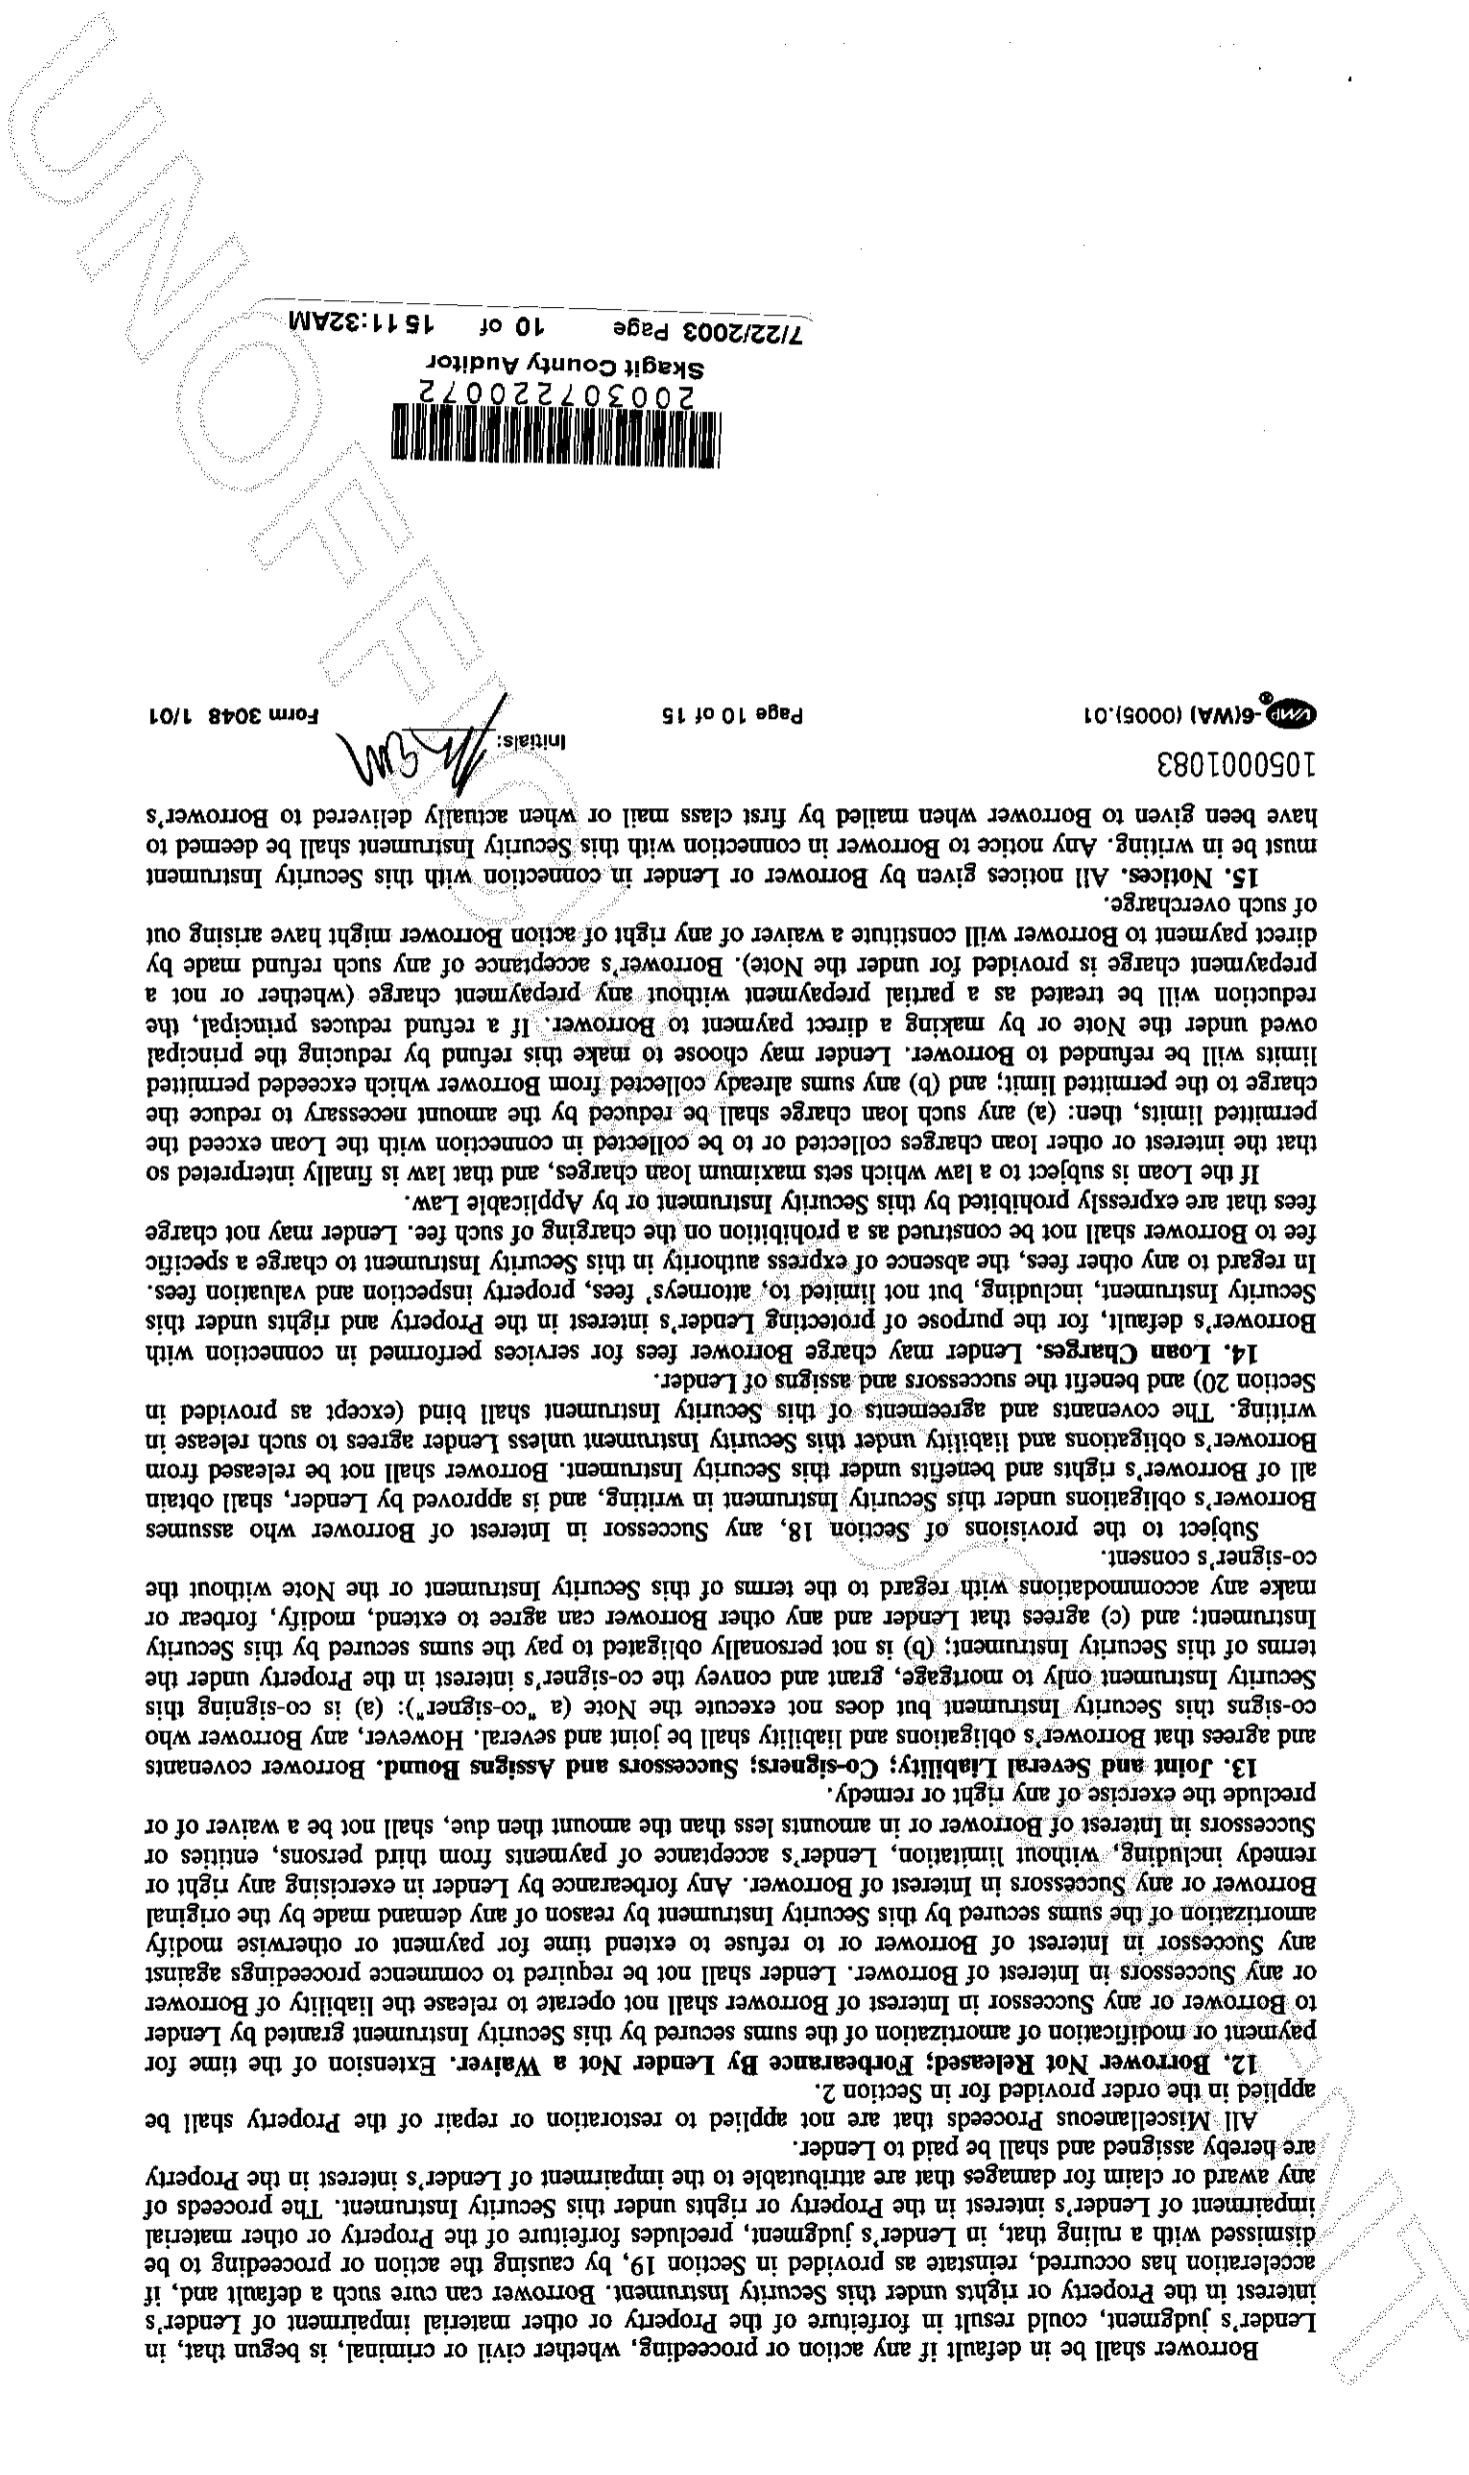 Borrower shall be in default if any action or proceeding, whether civil or criminal, is begun that, in
Lender's judgment, could result in forfeiture of the Property or other material impairment of Lender's
interest in the Property or rights under this Security Instrument. Borrower can cure such a default and, if
acceleration has occurred, reinstate as provided in Section 19, by causing the action or proceeding to be
dismissed with a ruling that, in Lender's judgment, precludes forfeiture of the Property or other material
impairment of Lender's interest in the Property or rights under this Security Instrument. The proceeds of
any award or claim for damages that are attributable to the impairment of Lender's interest in the Property
are hereby assigned and shall be paid to Lender.
All Miscellaneous Proceeds that are not applied to restoration or repair of the Property shall be
applied in the order provided for in Section 2.
12. Borrower Not Released; Forbearance By Lender Not a Waiver. Extension of the time for
payment or modification of amortization of the sums secured by this Security Instrument granted by Lender
to Borrower or any Successor in Interest of Borrower shall not operate to release the liability of Borrower
or any Successors in Interest of Borrower. Lender shall not be required to commence proceedings against
any Successor in Interest of Borrower or to refuse to extend time for payment or otherwise modify
amortization of the sums secured by this Security Instrument by reason of any demand made by the original
Borrower or any Successors in Interest of Borrower. Any forbearance by Lender in exercising any right or
remedy including, without limitation, Lender's acceptance of payments from third persons, entities or
Successors in Interest of Borrower or in amounts less than the amount then due, shall not be a waiver of or
preclude the exercise of any right or remedy.
13. Joint and Several Liability; Co-signers; Successors and Assigns Bound. Borrower covenants
and agrees that Borrower's obligations and liability shall be joint and several. However, any Borrower who
co-signs this Security Instrument but does not execute the Note (a "co-signer"): (a) is co-signing this
Security Instrument only to mortgage, grant and convey the co-signer's interest in the Property under the
terms of this Security Instrument; (b) is not personally obligated to pay the sums secured by this Security
Instrument; and (c) agrees that Lender and any other Borrower can agree to extend, modify, forbear or
make any accommodations with regard to the terms of this Security Instrument or the Note without the
co-signer's consent.
Subject to the provisions of Section 18, any Successor in Interest of Borrower who assumes
Borrower's obligations under this Security Instrument in writing, and is approved by Lender, shall obtain
all of Borrower's rights and benefits under this Security Instrument. Borrower shall not be released from
Borrower's obligations and liability under this Security Instrument unless Lender agrees to such release in
writing. The covenants and agreements of this Security Instrument shall bind (except as provided in
Section 20) and benefit the successors and assigns of Lender.
14. Loan Charges. Lender may charge Borrower fees for services performed in connection with
Borrower's default, for the purpose of protecting Lender's interest in the Property and rights under this
Security Instrument, including, but not limited to, attorneys' fees, property inspection and valuation fees.
In regard to any other fees, the absence of express authority in this Security Instrument to charge a specific
fee to Borrower shall not be construed as a prohibition on the charging of such fee. Lender may not charge
fees that are expressly prohibited by this Security Instrument or by Applicable Law.
If the Loan is subject to a law which sets maximum loan charges, and that law is finally interpreted so
that the interest or other loan charges collected or to be collected in connection with the Loan exceed the
permitted limits, then: (a) any such loan charge shall be reduced by the amount necessary to reduce the
charge to the permitted limit; and (b) any sums already collected from Borrower which exceeded permitted
limits will be refunded to Borrower. Lender may choose to make this refund by reducing the principal
owed under the Note or by making a direct payment to Borrower. If a refund reduces principal, the
reduction will be treated as a partial prepayment without any prepayment charge (whether or not a
prepayment charge is provided for under the Note). Borrower's acceptance of any such refund made by
direct payment to Borrower will constitute a waiver of any right of action Borrower might have arising out
of such overcharge.
15. Notices. All notices given by Borrower or Lender in connection with this Security Instrument
must be in writing. Any notice to Borrower in connection with this Security Instrument shall be deemed to
have been given to Borrower when mailed by first class mail or when actually delivered to Borrower's
1050001083
Initials:
VMP®-6(WA) (0005).01 Page 10 of 15 Form 3048 1/01
200307220072
Skagit County Auditor
7/22/2003 Page 10 of 15 11:32AM
UNOFFICIAL DOCUMENT